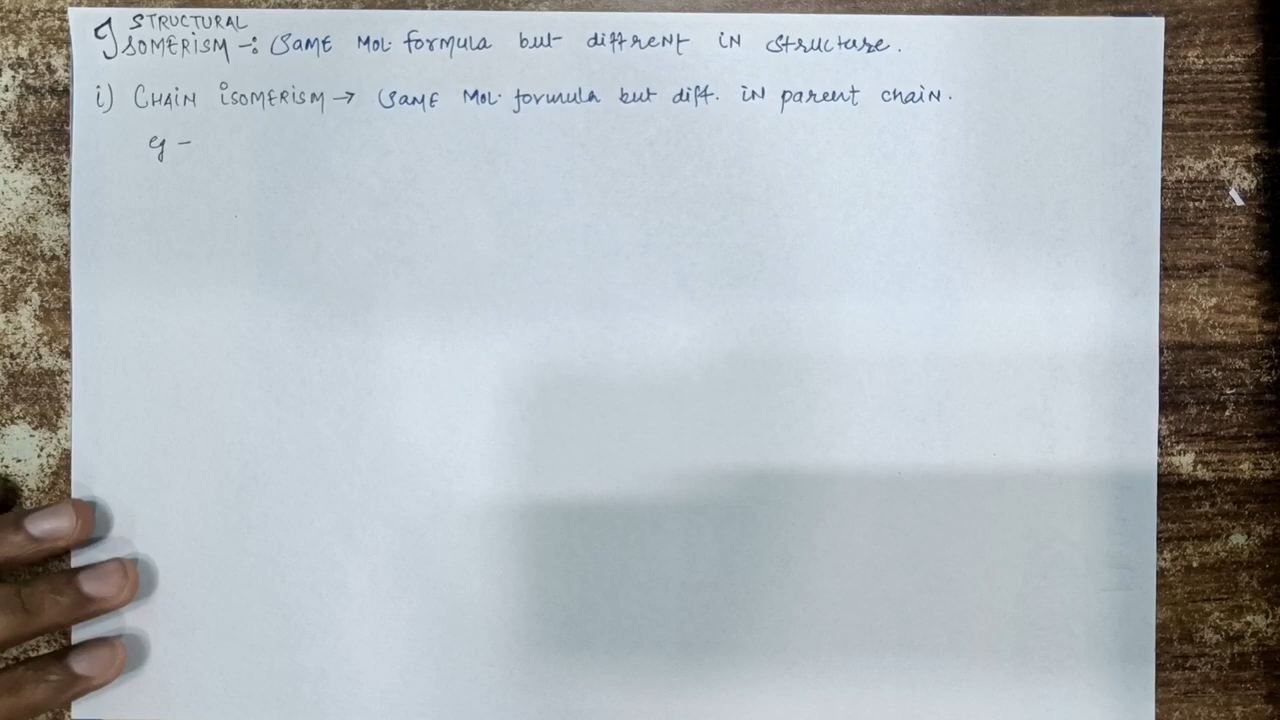 STRUCTURAL
ISOMERISM -: SAME MOL. formula but diffrent in structure.
i) CHAIN ISOMERISM → SAME MOL. formula but diff. in parent chain.
eg -